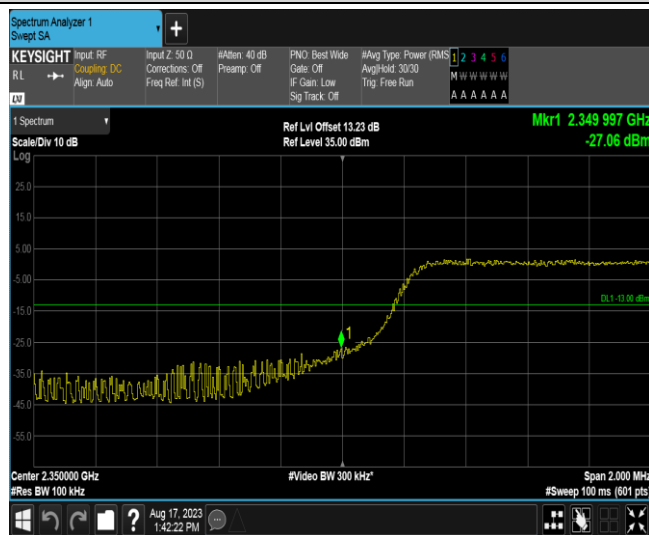 Spectrum Analyzer 1
Swept SA
KEYSIGHT
RL
LXI
Input: RF
Coupling: DC
Align: Auto
Input Z: 50 Ω
Corrections: Off
Freq Ref: Int (S)
#Atten: 40 dB
Preamp: Off
PNO: Best Wide
Gate: Off
IF Gain: Low
Sig Track: Off
#Avg Type: Power (RMS
Avg|Hold: 30/30
Trig: Free Run
1 2 3 4 5 6
M W W W W W
A A A A A A
1 Spectrum
Scale/Div 10 dB
Log
Ref Lvl Offset 13.23 dB
Ref Level 35.00 dBm
Mkr1 2.349 997 GHz
-27.06 dBm
25.0
15.0
5.00
-5.00
DL1 -13.00 dBm
-15.0
1
-25.0
-35.0
-45.0
-55.0
Center 2.350000 GHz
#Res BW 100 kHz
#Video BW 300 kHz*
Span 2.000 MHz
#Sweep 100 ms (601 pts)
?
Aug 17, 2023
1:42:22 PM